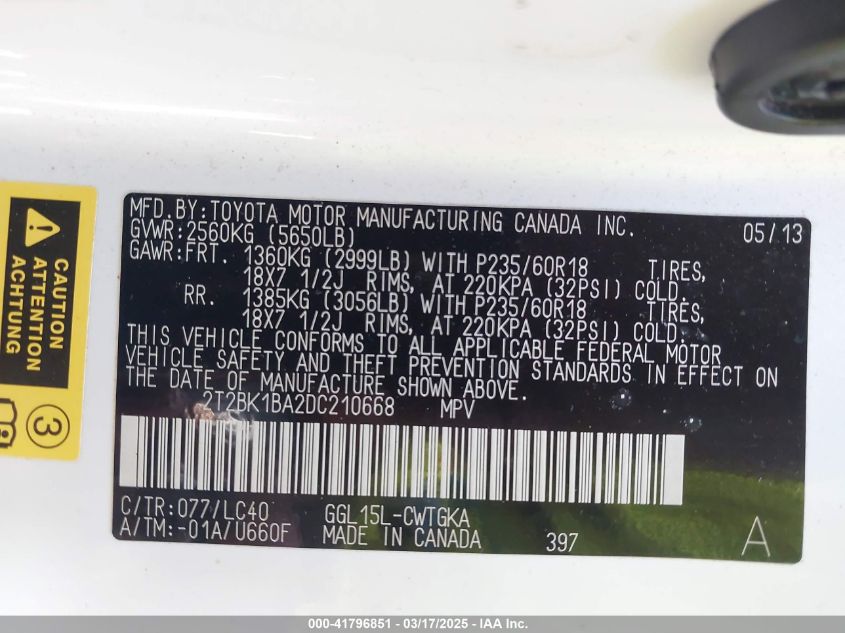 CAUTION
ACHTUNG
3
MFD.BY:TOYOTA MOTOR MANUFACTURING CANADA INC. 05/13
GVWR:2560KG (5650LB)
GAWR:FRT. 1360KG (2999LB) WITH P235/60R18 TIRES,
18X7 1/2J RIMS, AT 220KPA (32PSI) COLD.
RR. 1385KG (3056LB) WITH P235/60R18 TIRES,
18X7 1/2J RIMS, AT 220KPA (32PSI) COLD.
THIS VEHICLE CONFORMS TO ALL APPLICABLE FEDERAL MOTOR
VEHICLE SAFETY AND THEFT PREVENTION STANDARDS IN EFFECT ON
THE DATE OF MANUFACTURE SHOWN ABOVE.
2T2BK1BA2DC210668 MPV
C/TR:077/LC40 GGL15L-CWTGKA
A/TM:-01A/U660F MADE IN CANADA 397 A
000-41796851 - 03/17/2025 - IAA Inc.